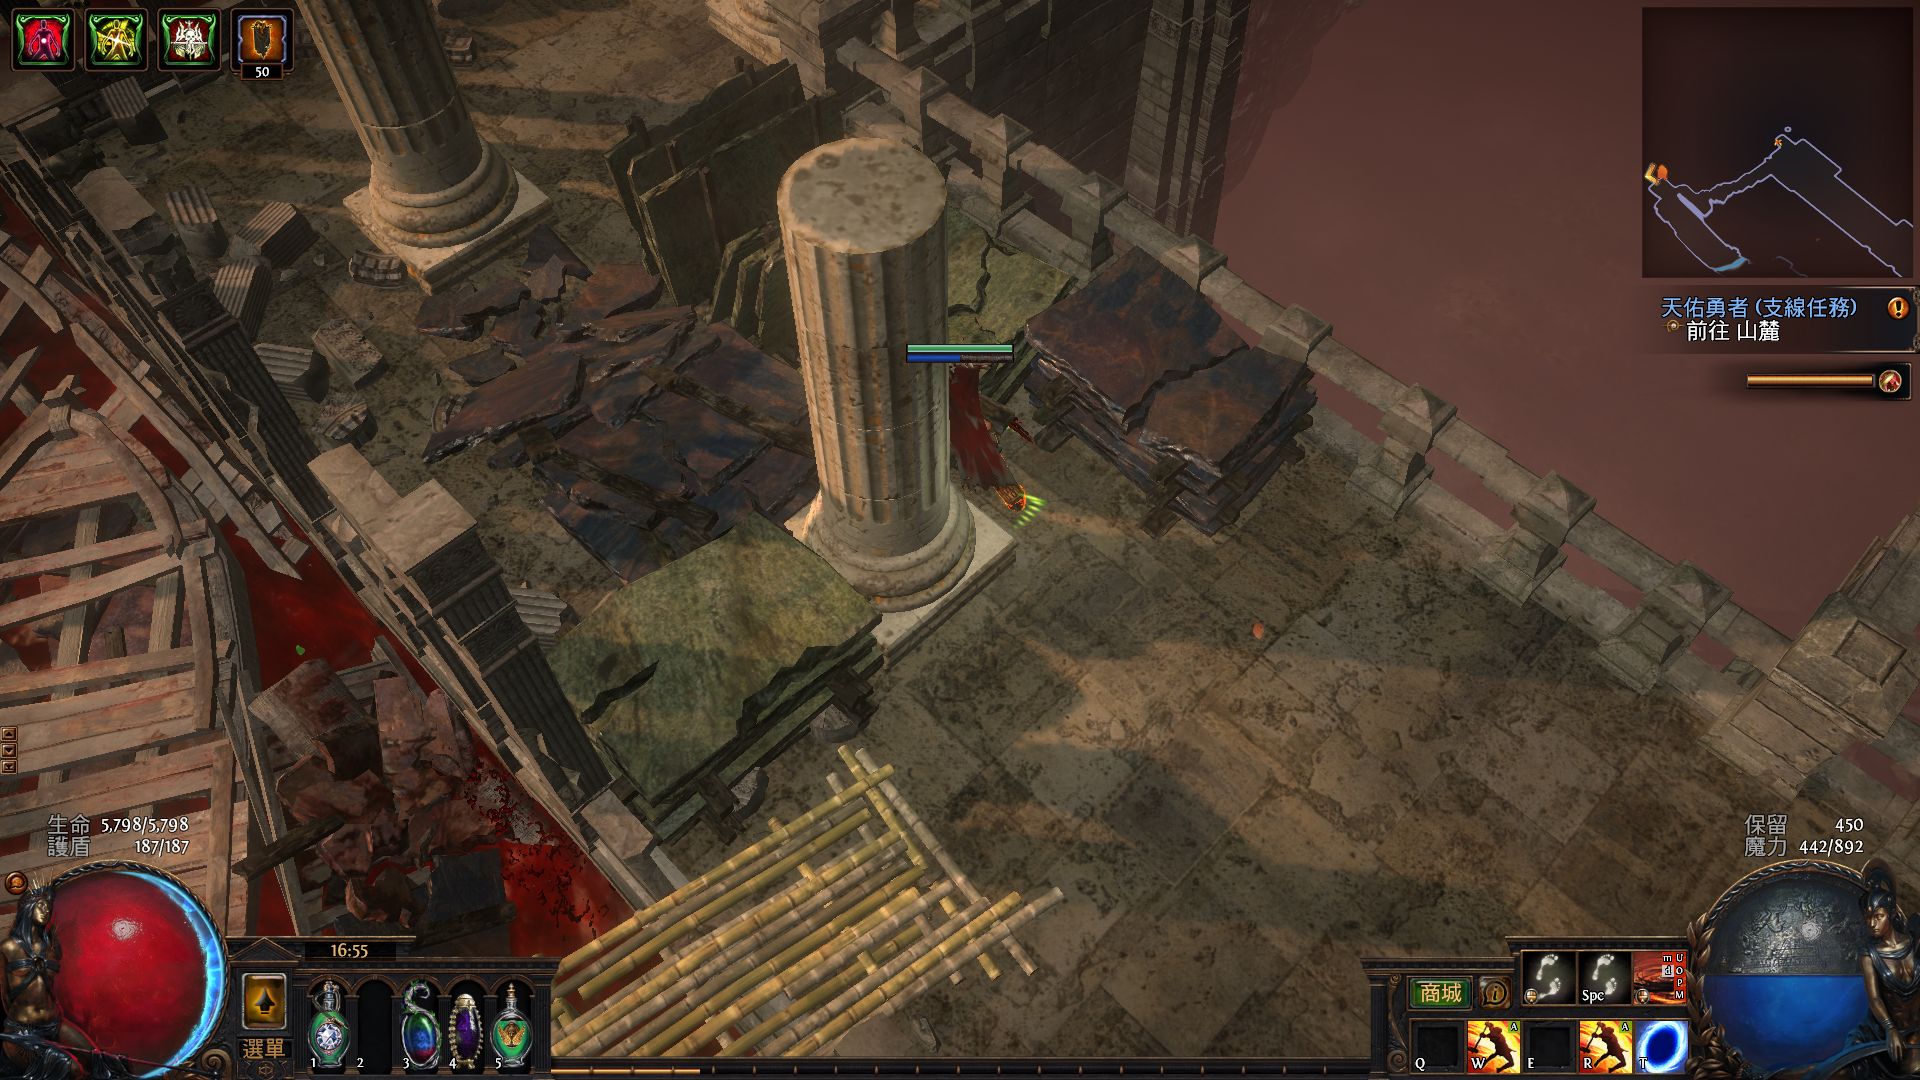 50
天佑勇者 (支線任務)
前往 山麓
生命 5,798/5,798
護盾 187/187
保留 450
魔力 442/892
16:55
選單
1 2 3 4 5
商城
Spc
m U
d O
P
M
Q W A E R A T